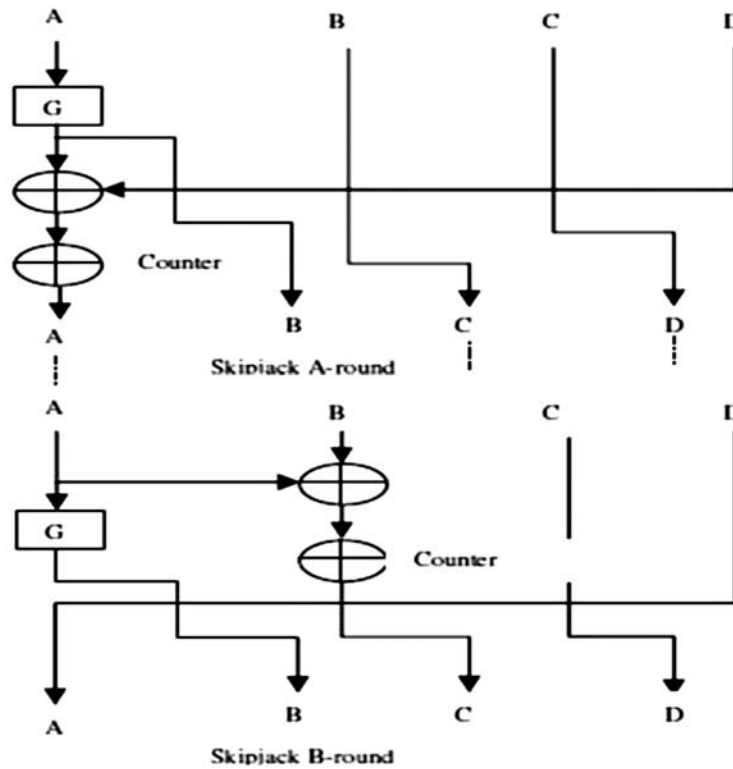 A B C D
G
Counter
A B C D
Skipjack A-round
A B C D
G
Counter
A B C D
Skipjack B-round